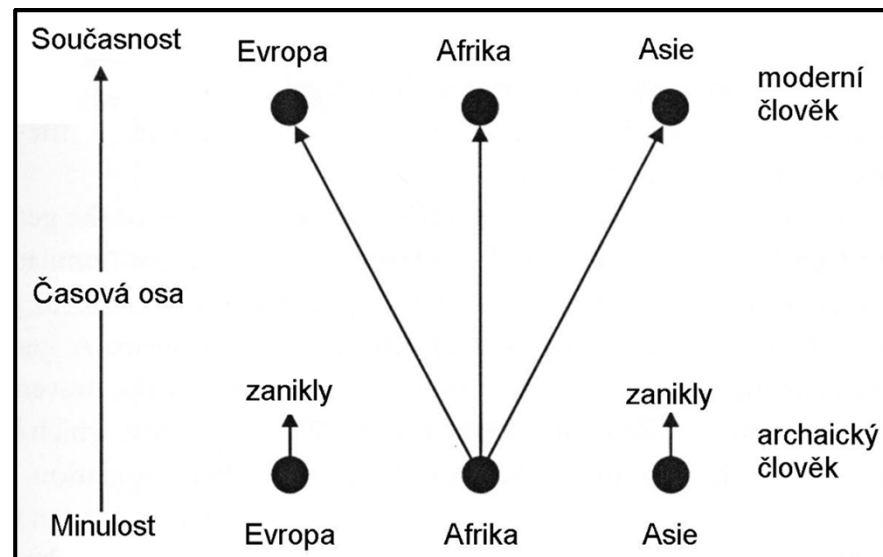 Současnost
Evropa Afrika Asie
moderní
člověk
Časová osa
zanikly zanikly
archaický
člověk
Minulost
Evropa Afrika Asie